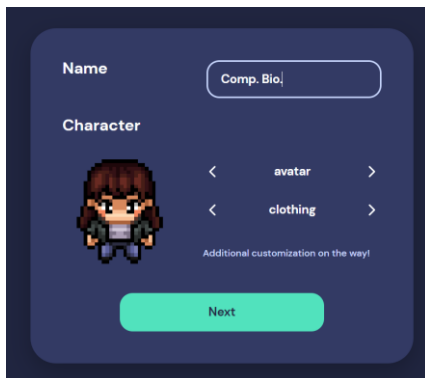 Name
Comp. Bio.
Character
avatar
clothing
Additional customization on the way!
Next